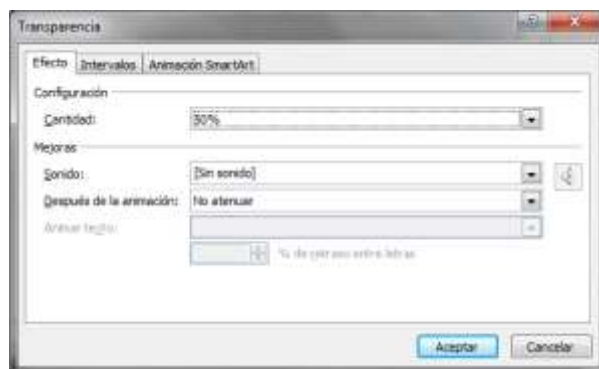 Transparencia
Efecto Intervalos Animación SmartArt
Configuración
Cantidad: 50%
Mejoras
Sonido: [Sin sonido]
Después de la animación: No atenuar
Animar texto:
% de retraso entre letras
Aceptar Cancelar